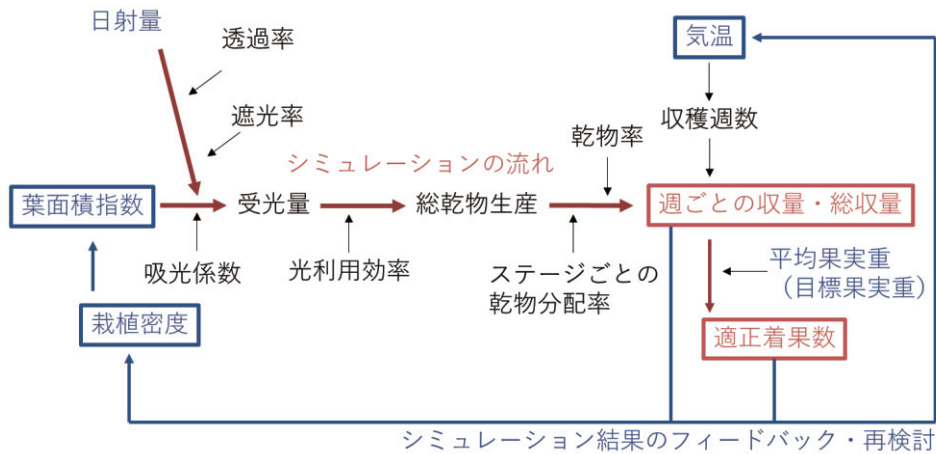 日射量
透過率
遮光率
気温
収穫週数
乾物率
シミュレーションの流れ
葉面積指数
受光量
総乾物生産
週ごとの収量・総収量
吸光係数
光利用効率
ステージごとの
乾物分配率
平均果実重
（目標果実重）
栽植密度
適正着果数
シミュレーション結果のフィードバック・再検討